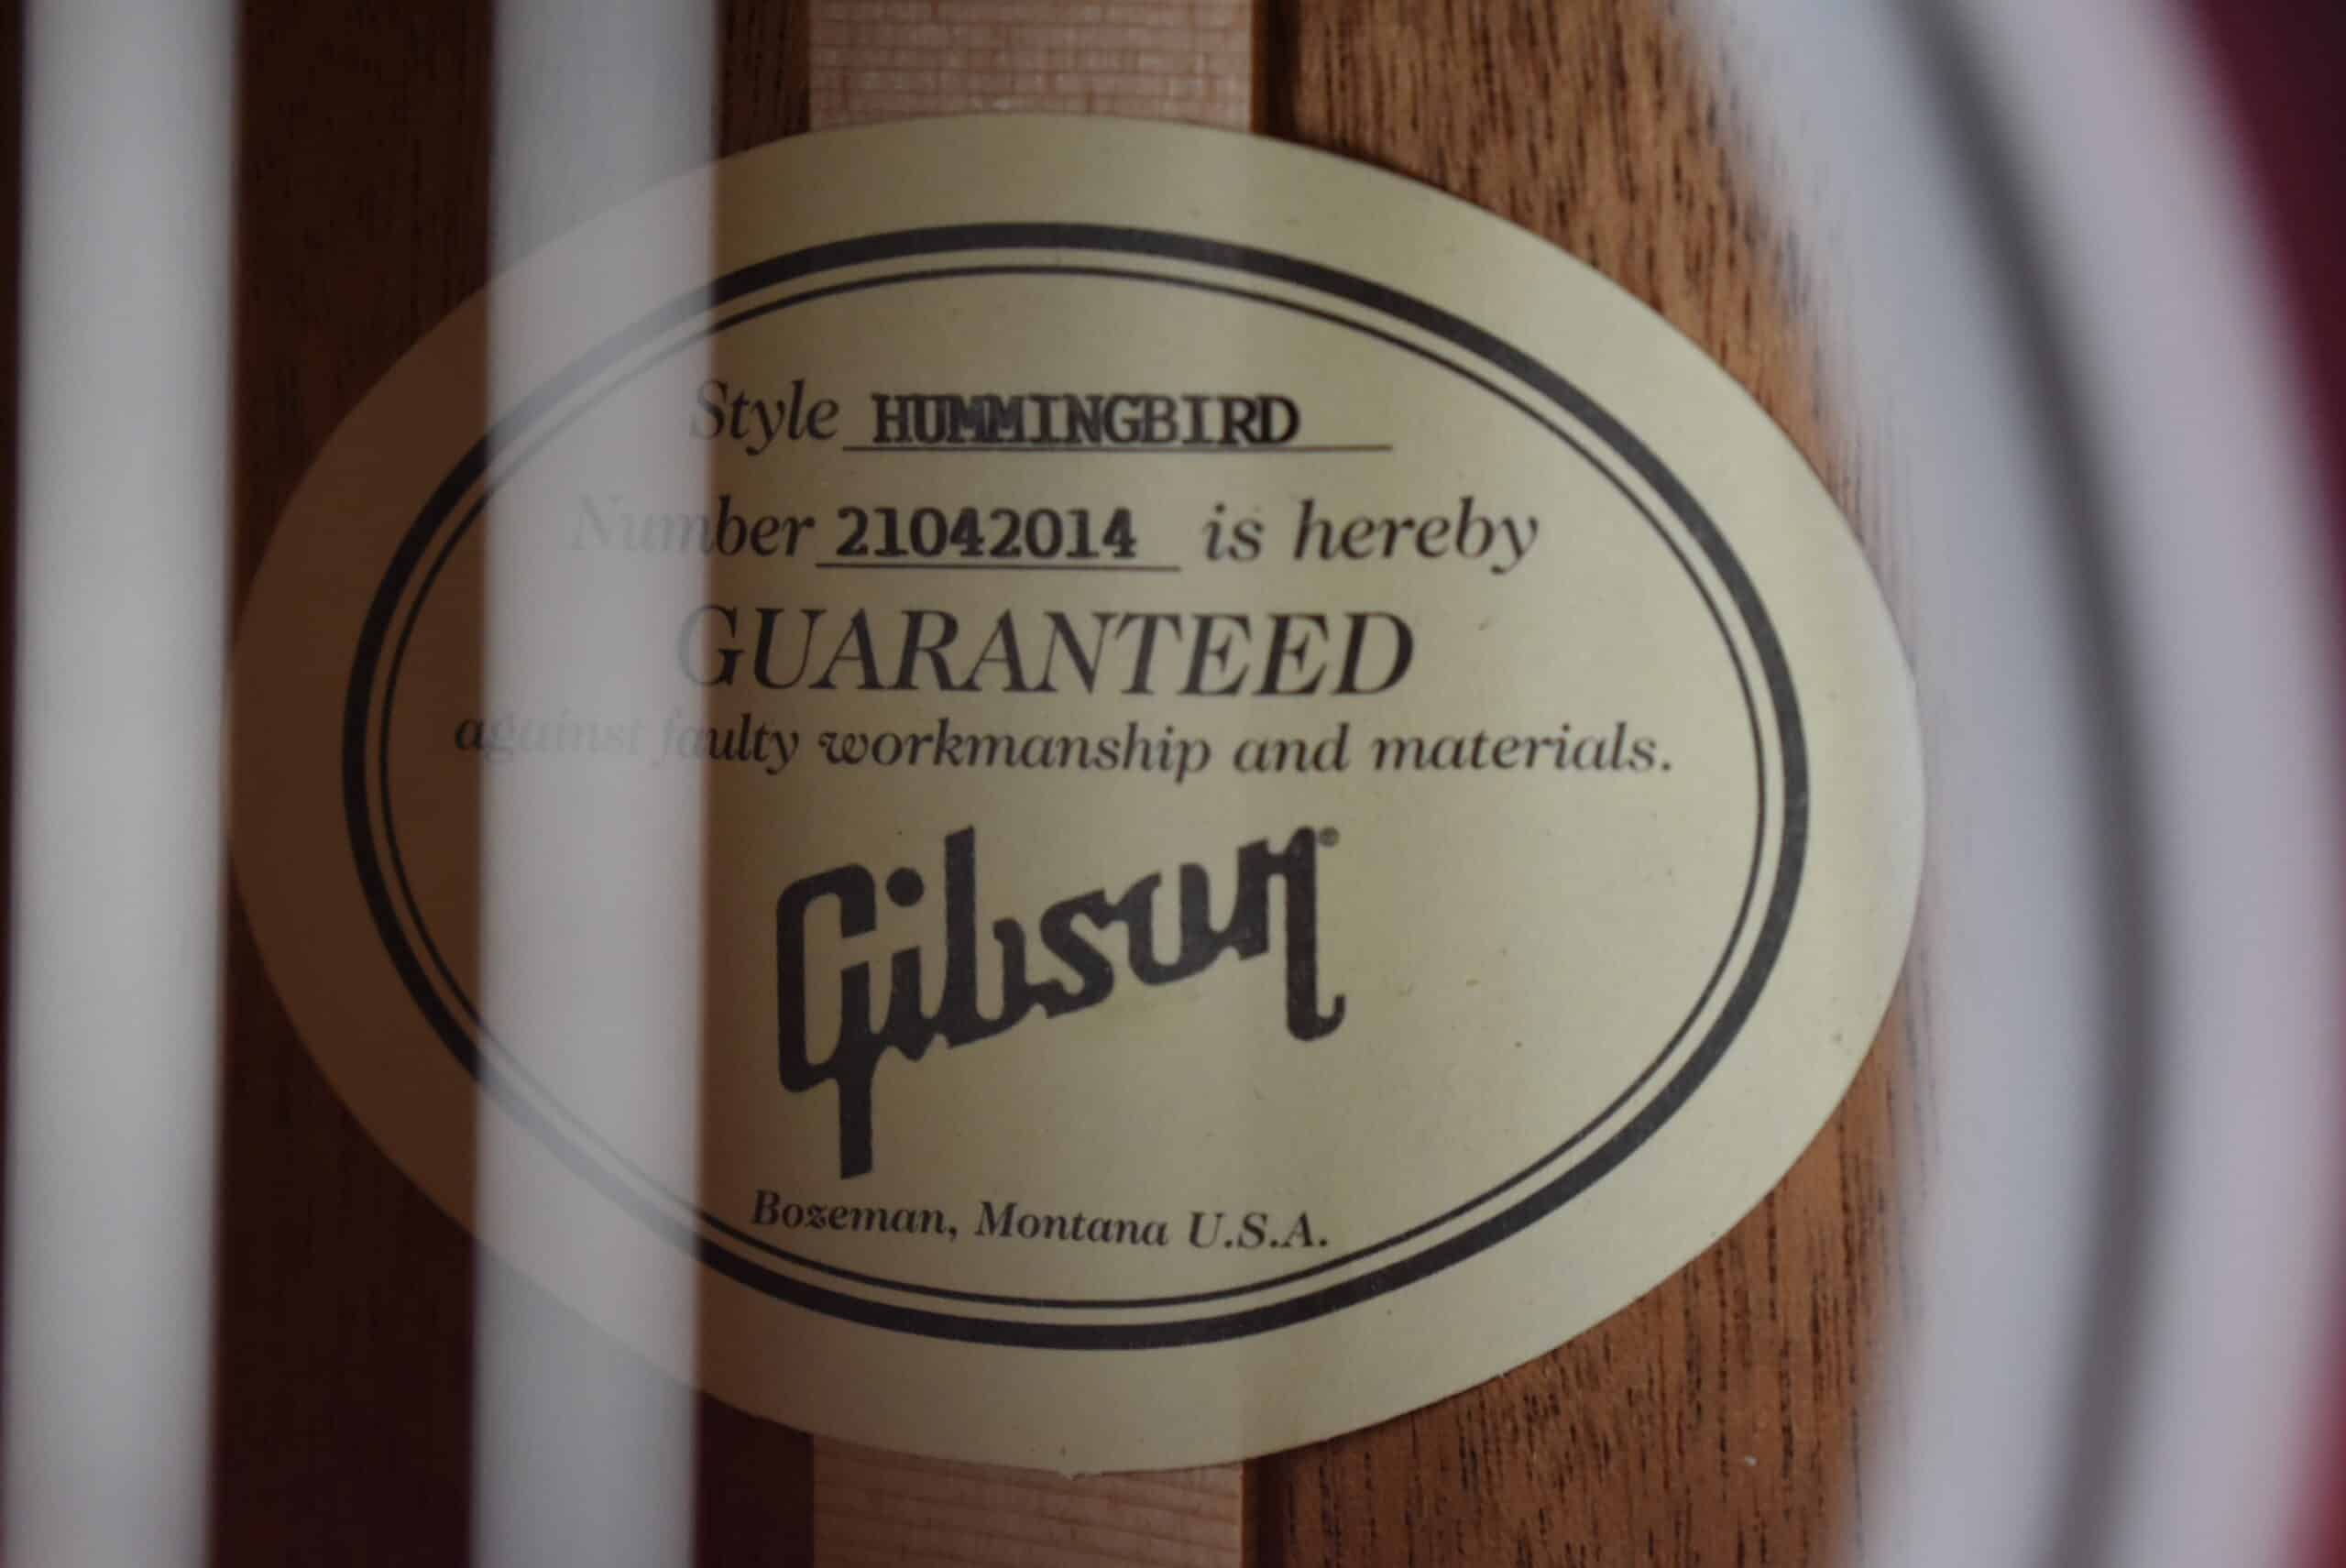 Style HUMMINGBIRD
Number 21042014 is hereby
GUARANTEED
against faulty workmanship and materials.
Gibson®
Bozeman, Montana U.S.A.